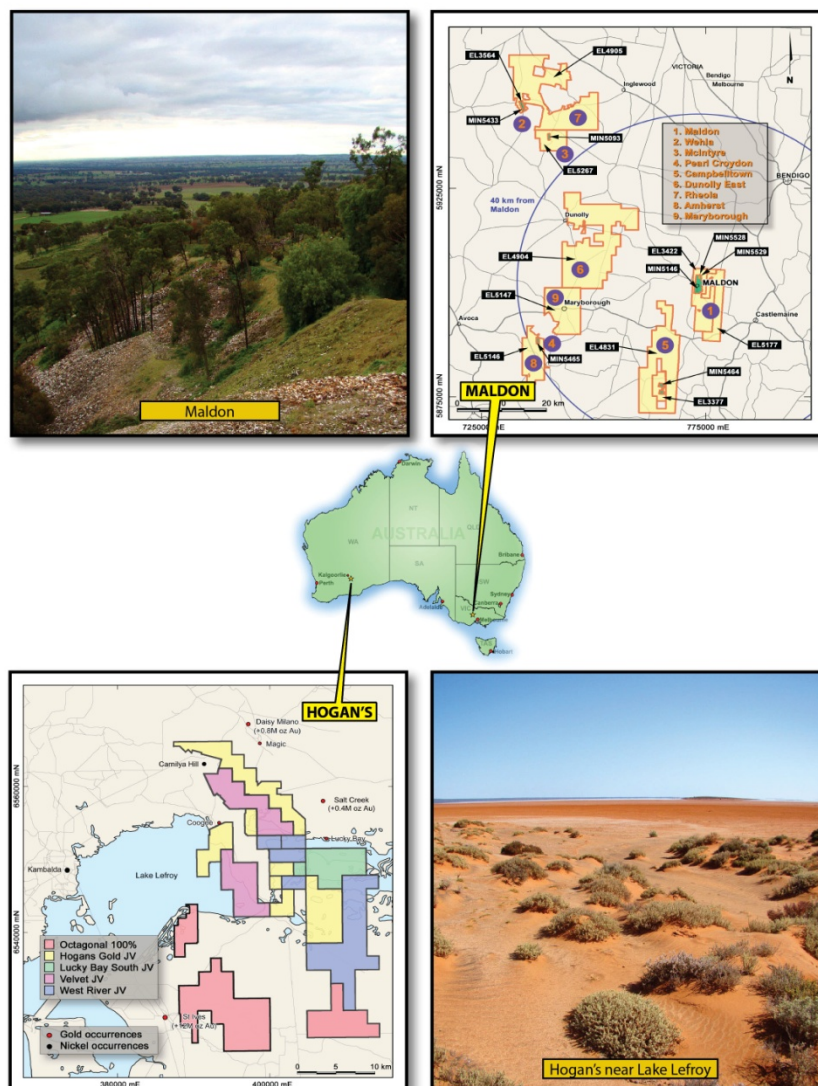 Maldon
EL4905
EL3564
VICTORIA
Bendigo
Melbourne
Inglewood
N
MIN5433
7
2
MIN5093
3
EL5267
1. Maldon
2. Wehla
3. McIntyre
4. Pearl Croydon
5. Campbelltown
6. Dunolly East
7. Rheola
8. Amherst
9. Maryborough
BENDIGO
5925000 mN
40 km from
Maldon
Dunolly
EL4904
6
EL3422
MIN5528
MIN5529
MIN5146
MALDON
1
EL5147
9
Maryborough
Avoca
Castlemaine
4
5
EL5146
8
MIN5465
EL4831
EL5177
MIN5464
EL3377
5875000 mN
0
20 km
725000 mE
775000 mE
MALDON
Darwin
NT
QLD
AUSTRALIA
WA
Brisbane
SA
Kalgoorlie
Perth
NSW
Sydney
Adelaide
Canberra
VIC
Melbourne
TAS
Hobart
HOGAN'S
Daisy Milano
(+0.8M oz Au)
Magic
Camilya Hill
6560000 mN
Salt Creek
(+0.4M oz Au)
Coogee
Lucky Bay
Kambalda
Lake Lefroy
6540000 mN
Octagonal 100%
Hogans Gold JV
Lucky Bay South JV
Velvet JV
West River JV
Gold occurrences
Nickel occurrences
St Ives
(+12M oz Au)
0 5 10 km
380000 mE
400000 mE
Hogan's near Lake Lefroy